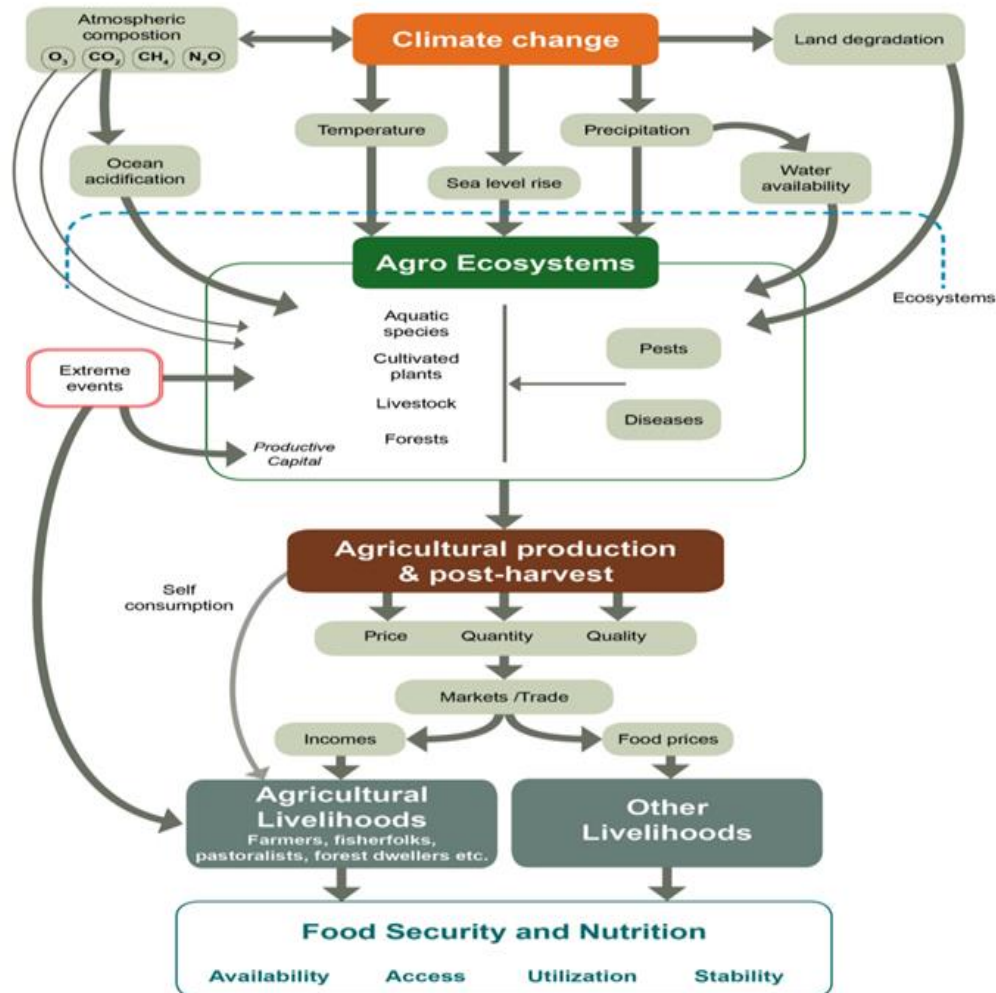 Atmospheric
compostion
O₃ CO₂ CH₄ N₂O
Climate change
Land degradation
Temperature
Precipitation
Ocean
acidification
Sea level rise
Water
availability
Agro Ecosystems
Ecosystems
Aquatic
species
Cultivated
plants
Livestock
Forests
Pests
Diseases
Extreme
events
Productive
Capital
Agricultural production
& post-harvest
Self
consumption
Price Quantity Quality
Markets /Trade
Incomes
Food prices
Agricultural
Livelihoods
Farmers, fisherfolks,
pastoralists, forest dwellers etc.
Other
Livelihoods
Food Security and Nutrition
Availability Access Utilization Stability